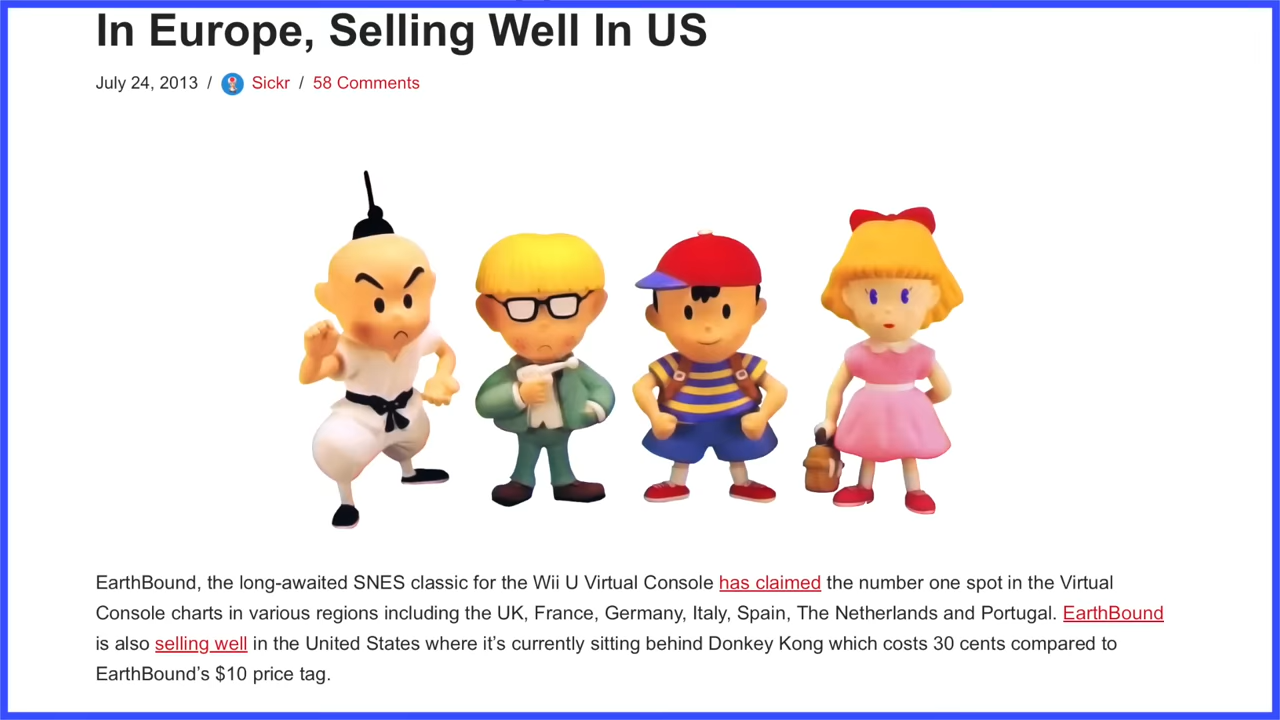 In Europe, Selling Well In US
July 24, 2013 / Sickr / 58 Comments
EarthBound, the long-awaited SNES classic for the Wii U Virtual Console has claimed the number one spot in the Virtual
Console charts in various regions including the UK, France, Germany, Italy, Spain, The Netherlands and Portugal. EarthBound
is also selling well in the United States where it’s currently sitting behind Donkey Kong which costs 30 cents compared to
EarthBound’s $10 price tag.